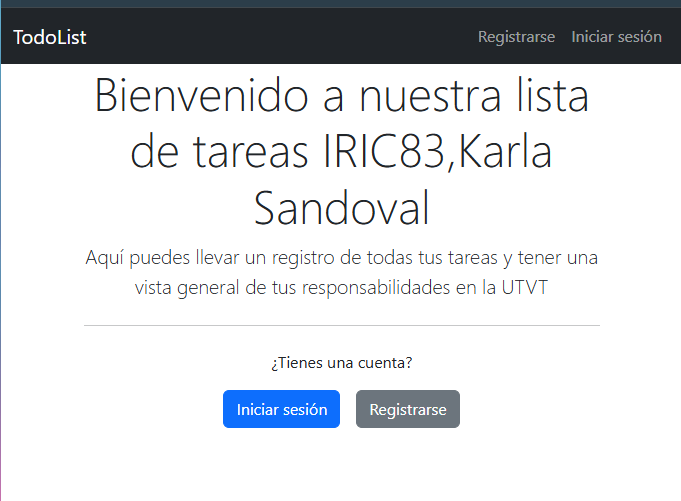 TodoList Registrarse Iniciar sesión
Bienvenido a nuestra lista
de tareas IRIC83,Karla
Sandoval
Aquí puedes llevar un registro de todas tus tareas y tener una
vista general de tus responsabilidades en la UTVT
¿Tienes una cuenta?
Iniciar sesión Registrarse